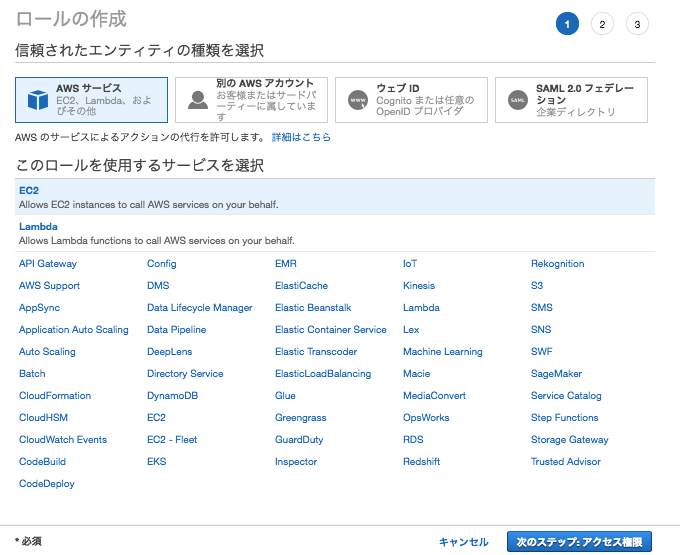 ロールの作成
1 2 3
信頼されたエンティティの種類を選択
AWS サービス
EC2、Lambda、およ
びその他
別の AWS アカウント
お客様またはサードパ
ーティーに属していま
す
www
ウェブ ID
Cognito または任意の
OpenID プロバイダ
SAML
SAML 2.0 フェデレー
ション
企業ディレクトリ
AWS のサービスによるアクションの代行を許可します。 詳細はこちら
このロールを使用するサービスを選択
EC2
Allows EC2 instances to call AWS services on your behalf.
Lambda
Allows Lambda functions to call AWS services on your behalf.
API Gateway Config EMR IoT Rekognition
AWS Support DMS ElastiCache Kinesis S3
AppSync Data Lifecycle Manager Elastic Beanstalk Lambda SMS
Application Auto Scaling Data Pipeline Elastic Container Service Lex SNS
Auto Scaling DeepLens Elastic Transcoder Machine Learning SWF
Batch Directory Service ElasticLoadBalancing Macie SageMaker
CloudFormation DynamoDB Glue MediaConvert Service Catalog
CloudHSM EC2 Greengrass OpsWorks Step Functions
CloudWatch Events EC2 - Fleet GuardDuty RDS Storage Gateway
CodeBuild EKS Inspector Redshift Trusted Advisor
CodeDeploy
* 必須 キャンセル 次のステップ: アクセス権限